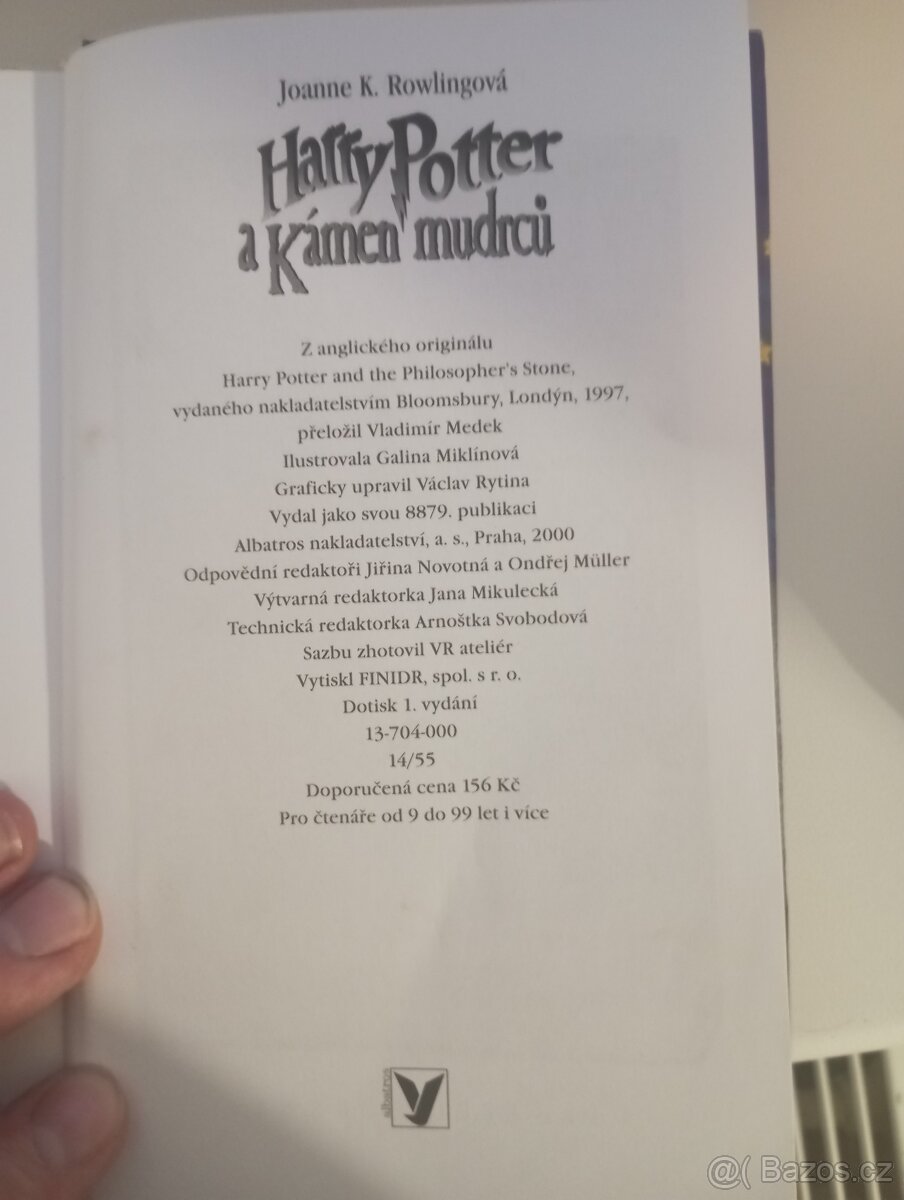 Joanne K. Rowlingová
Harry Potter
a Kámen mudrců
Z anglického originálu
Harry Potter and the Philosopher's Stone,
vydaného nakladatelstvím Bloomsbury, Londýn, 1997,
přeložil Vladimír Medek
Ilustrovala Galina Miklínová
Graficky upravil Václav Rytina
Vydal jako svou 8879. publikaci
Albatros nakladatelství, a. s., Praha, 2000
Odpovědní redaktoři Jiřina Novotná a Ondřej Müller
Výtvarná redaktorka Jana Mikulecká
Technická redaktorka Arnoštka Svobodová
Sazbu zhotovil VR ateliér
Vytiskl FINIDR, spol. s r. o.
Dotisk 1. vydání
13-704-000
14/55
Doporučená cena 156 Kč
Pro čtenáře od 9 do 99 let i více
albatros
@( Bazos.cz